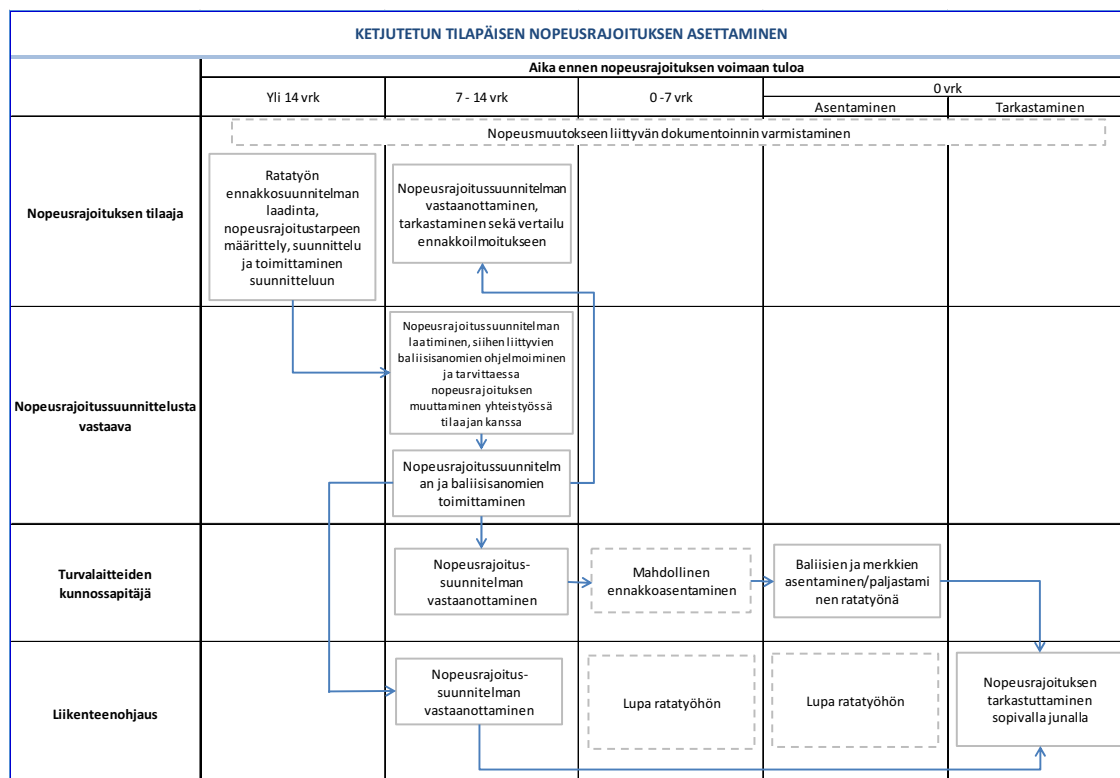 KETJUTETUN TILAPÄISEN NOPEUSRAJOITUKSEN ASETTAMINEN
Aika ennen nopeusrajoituksen voimaan tuloa
Yli 14 vrk
7 - 14 vrk
0 -7 vrk
0 vrk
Asentaminen
Tarkastaminen
Nopeusmuutokseen liittyvän dokumentoinnin varmistaminen
Nopeusrajoituksen tilaaja
Ratatyön
ennakkosuunnitelman
laadinta,
nopeusrajoitustarpeen
määrittely, suunnittelu
ja toimittaminen
suunnitteluun
Nopeusrajoitussuunnitelman
vastaanottaminen,
tarkastaminen sekä vertailu
ennakkoilmoitukseen
Nopeusrajoitussuunnittelusta
vastaava
Nopeusrajoitussuunnitelman
laatiminen, siihen liittyvien
baliisisanomien ohjelmoiminen
ja tarvittaessa
nopeusrajoituksen
muuttaminen yhteistyössä
tilaajan kanssa
Nopeusrajoitussuunnitelm
an ja baliisisanomien
toimittaminen
Turvalaitteiden
kunnossapitäjä
Nopeusrajoitus-
suunnitelman
vastaanottaminen
Mahdollinen
ennakkoasentaminen
Baliisien ja merkkien
asentaminen/paljastami
nen ratatyönä
Liikenteenohjaus
Nopeusrajoitus-
suunnitelman
vastaanottaminen
Lupa ratatyöhön
Lupa ratatyöhön
Nopeusrajoituksen
tarkastuttaminen
sopivalla junalla